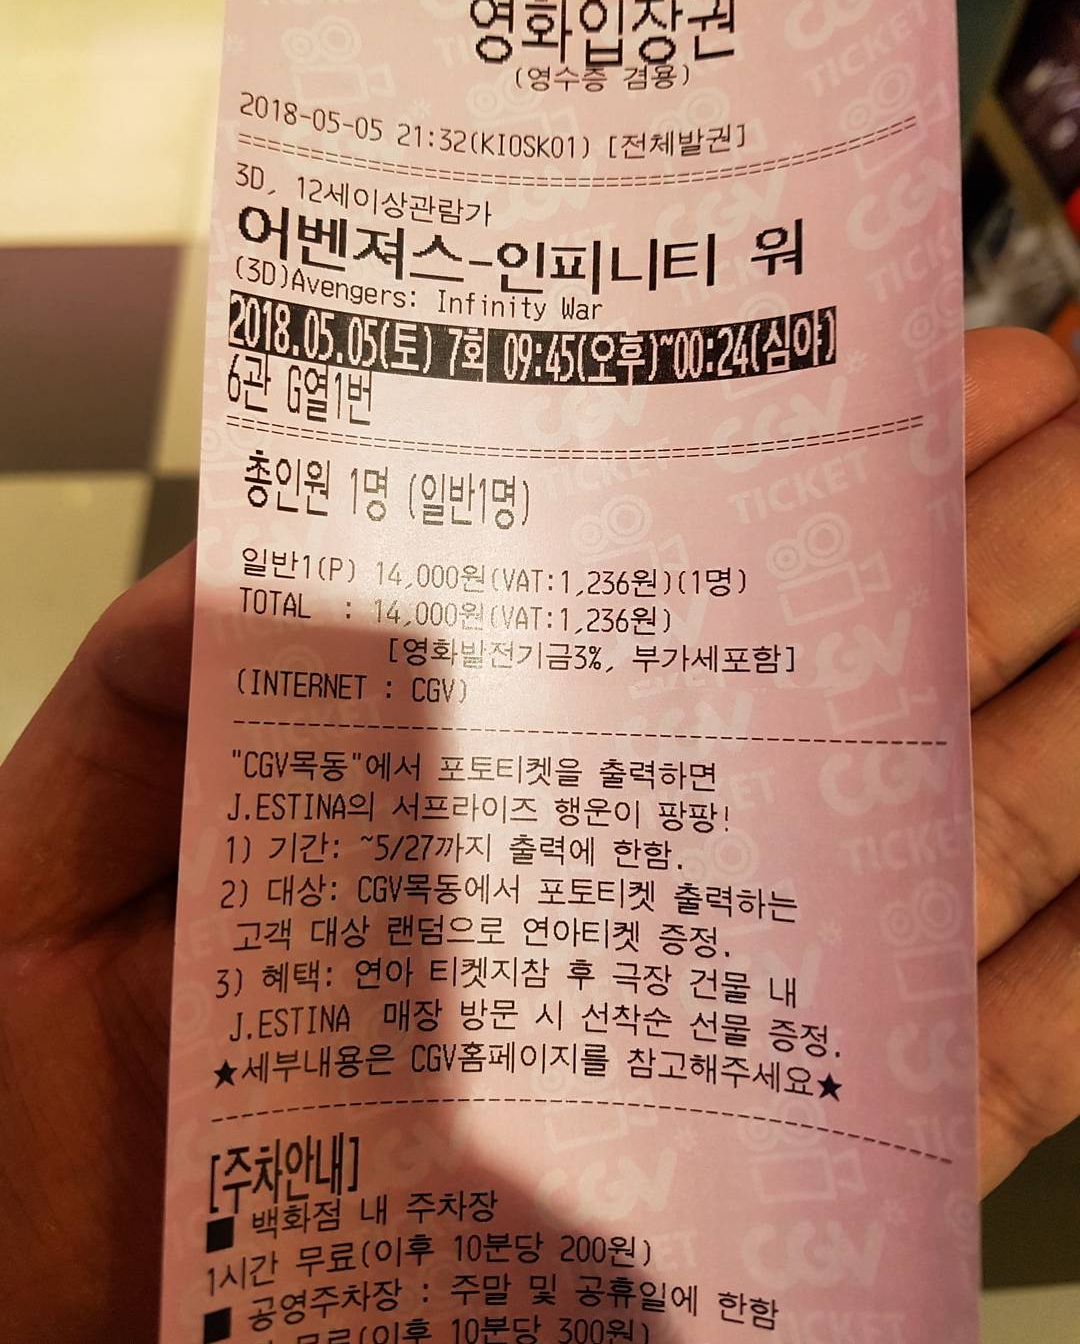 영화입장권
(영수증 겸용)
2018-05-05 21:32(KIOSK01) [전체발권]
3D, 12세이상관람가
어벤져스-인피니티 워
(3D)Avengers: Infinity War
2018.05.05(토) 7회 09:45(오후)~00:24(심야)
6관 G열1번
총인원 1명 (일반1명)
일반1(P) 14,000원(VAT:1,236원)(1명)
TOTAL : 14,000원(VAT:1,236원)
[영화발전기금3%, 부가세포함]
(INTERNET : CGV)
"CGV목동"에서 포토티켓을 출력하면
J.ESTINA의 서프라이즈 행운이 팡팡!
1) 기간: ~5/27까지 출력에 한함.
2) 대상: CGV목동에서 포토티켓 출력하는
고객 대상 랜덤으로 연아티켓 증정.
3) 혜택: 연아 티켓지참 후 극장 건물 내
J.ESTINA 매장 방문 시 선착순 선물 증정.
★세부내용은 CGV홈페이지를 참고해주세요★
[주차안내]
■ 백화점 내 주차장
1시간 무료(이후 10분당 200원)
■ 공영주차장 : 주말 및 공휴일에 한함
무료(이후 10분당 300원)